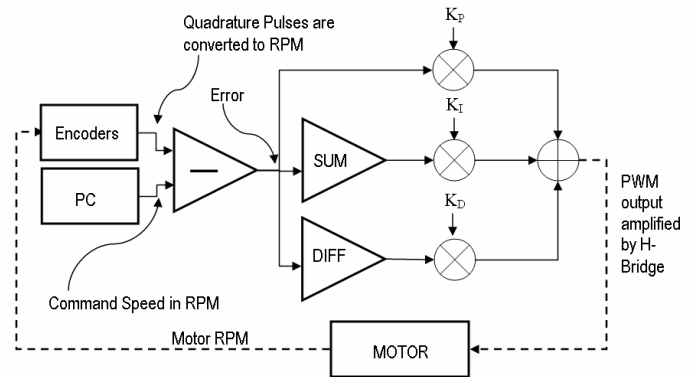 Quadrature Pulses are
converted to RPM
KP
Error
Encoders
KI
SUM
PC
PWM
output
amplified
by H-
Bridge
KD
DIFF
Command Speed in RPM
Motor RPM
MOTOR